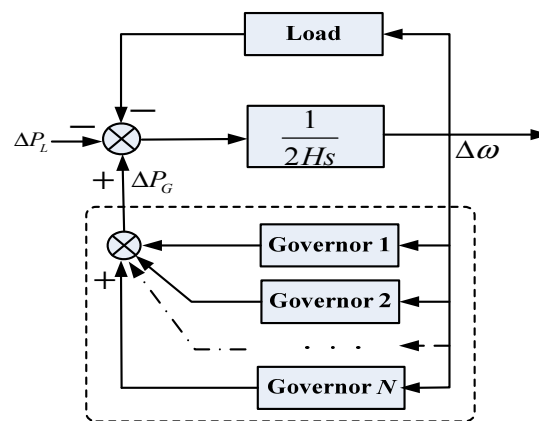 Load
−
−
ΔP_L
1
2Hs
Δω
+
ΔP_G
Governor 1
+
Governor 2
. . .
Governor N